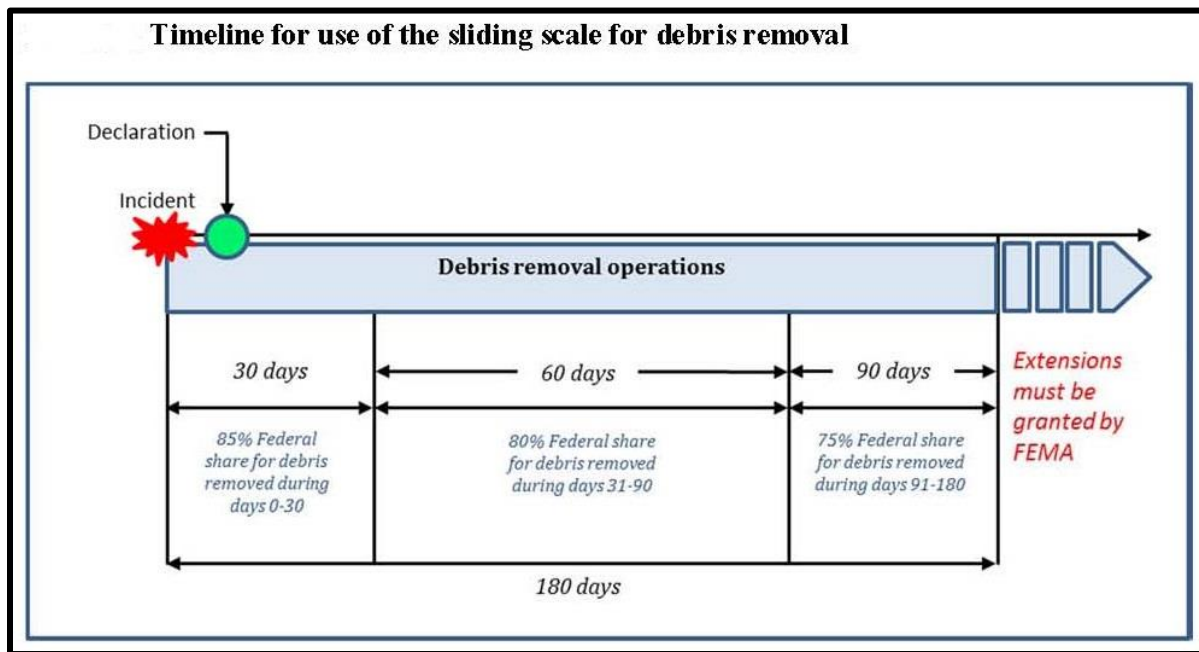 Timeline for use of the sliding scale for debris removal
Declaration
Incident
Debris removal operations
30 days
60 days
90 days
85% Federal
share for debris
removed during
days 0-30
80% Federal share
for debris removed
during days 31-90
75% Federal share
for debris removed
during days 91-180
Extensions
must be
granted by
FEMA
180 days